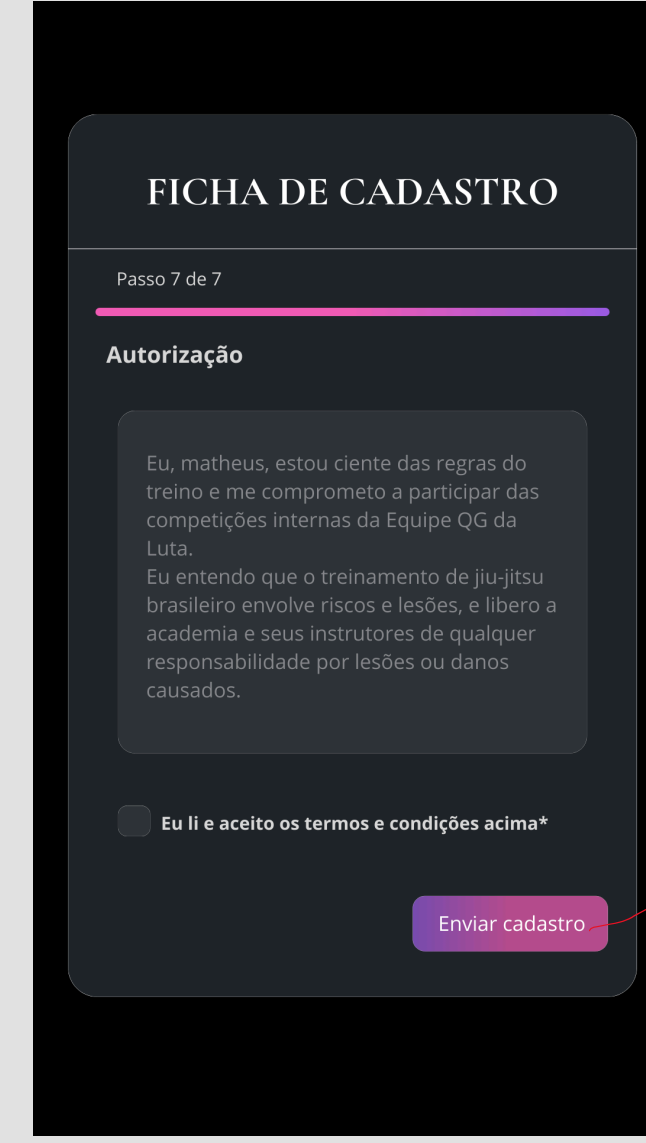 FICHA DE CADASTRO
Passo 7 de 7
Autorização
Eu, matheus, estou ciente das regras do
treino e me comprometo a participar das
competições internas da Equipe QG da
Luta.
Eu entendo que o treinamento de jiu-jitsu
brasileiro envolve riscos e lesões, e libero a
academia e seus instrutores de qualquer
responsabilidade por lesões ou danos
causados.
Eu li e aceito os termos e condições acima*
Enviar cadastro